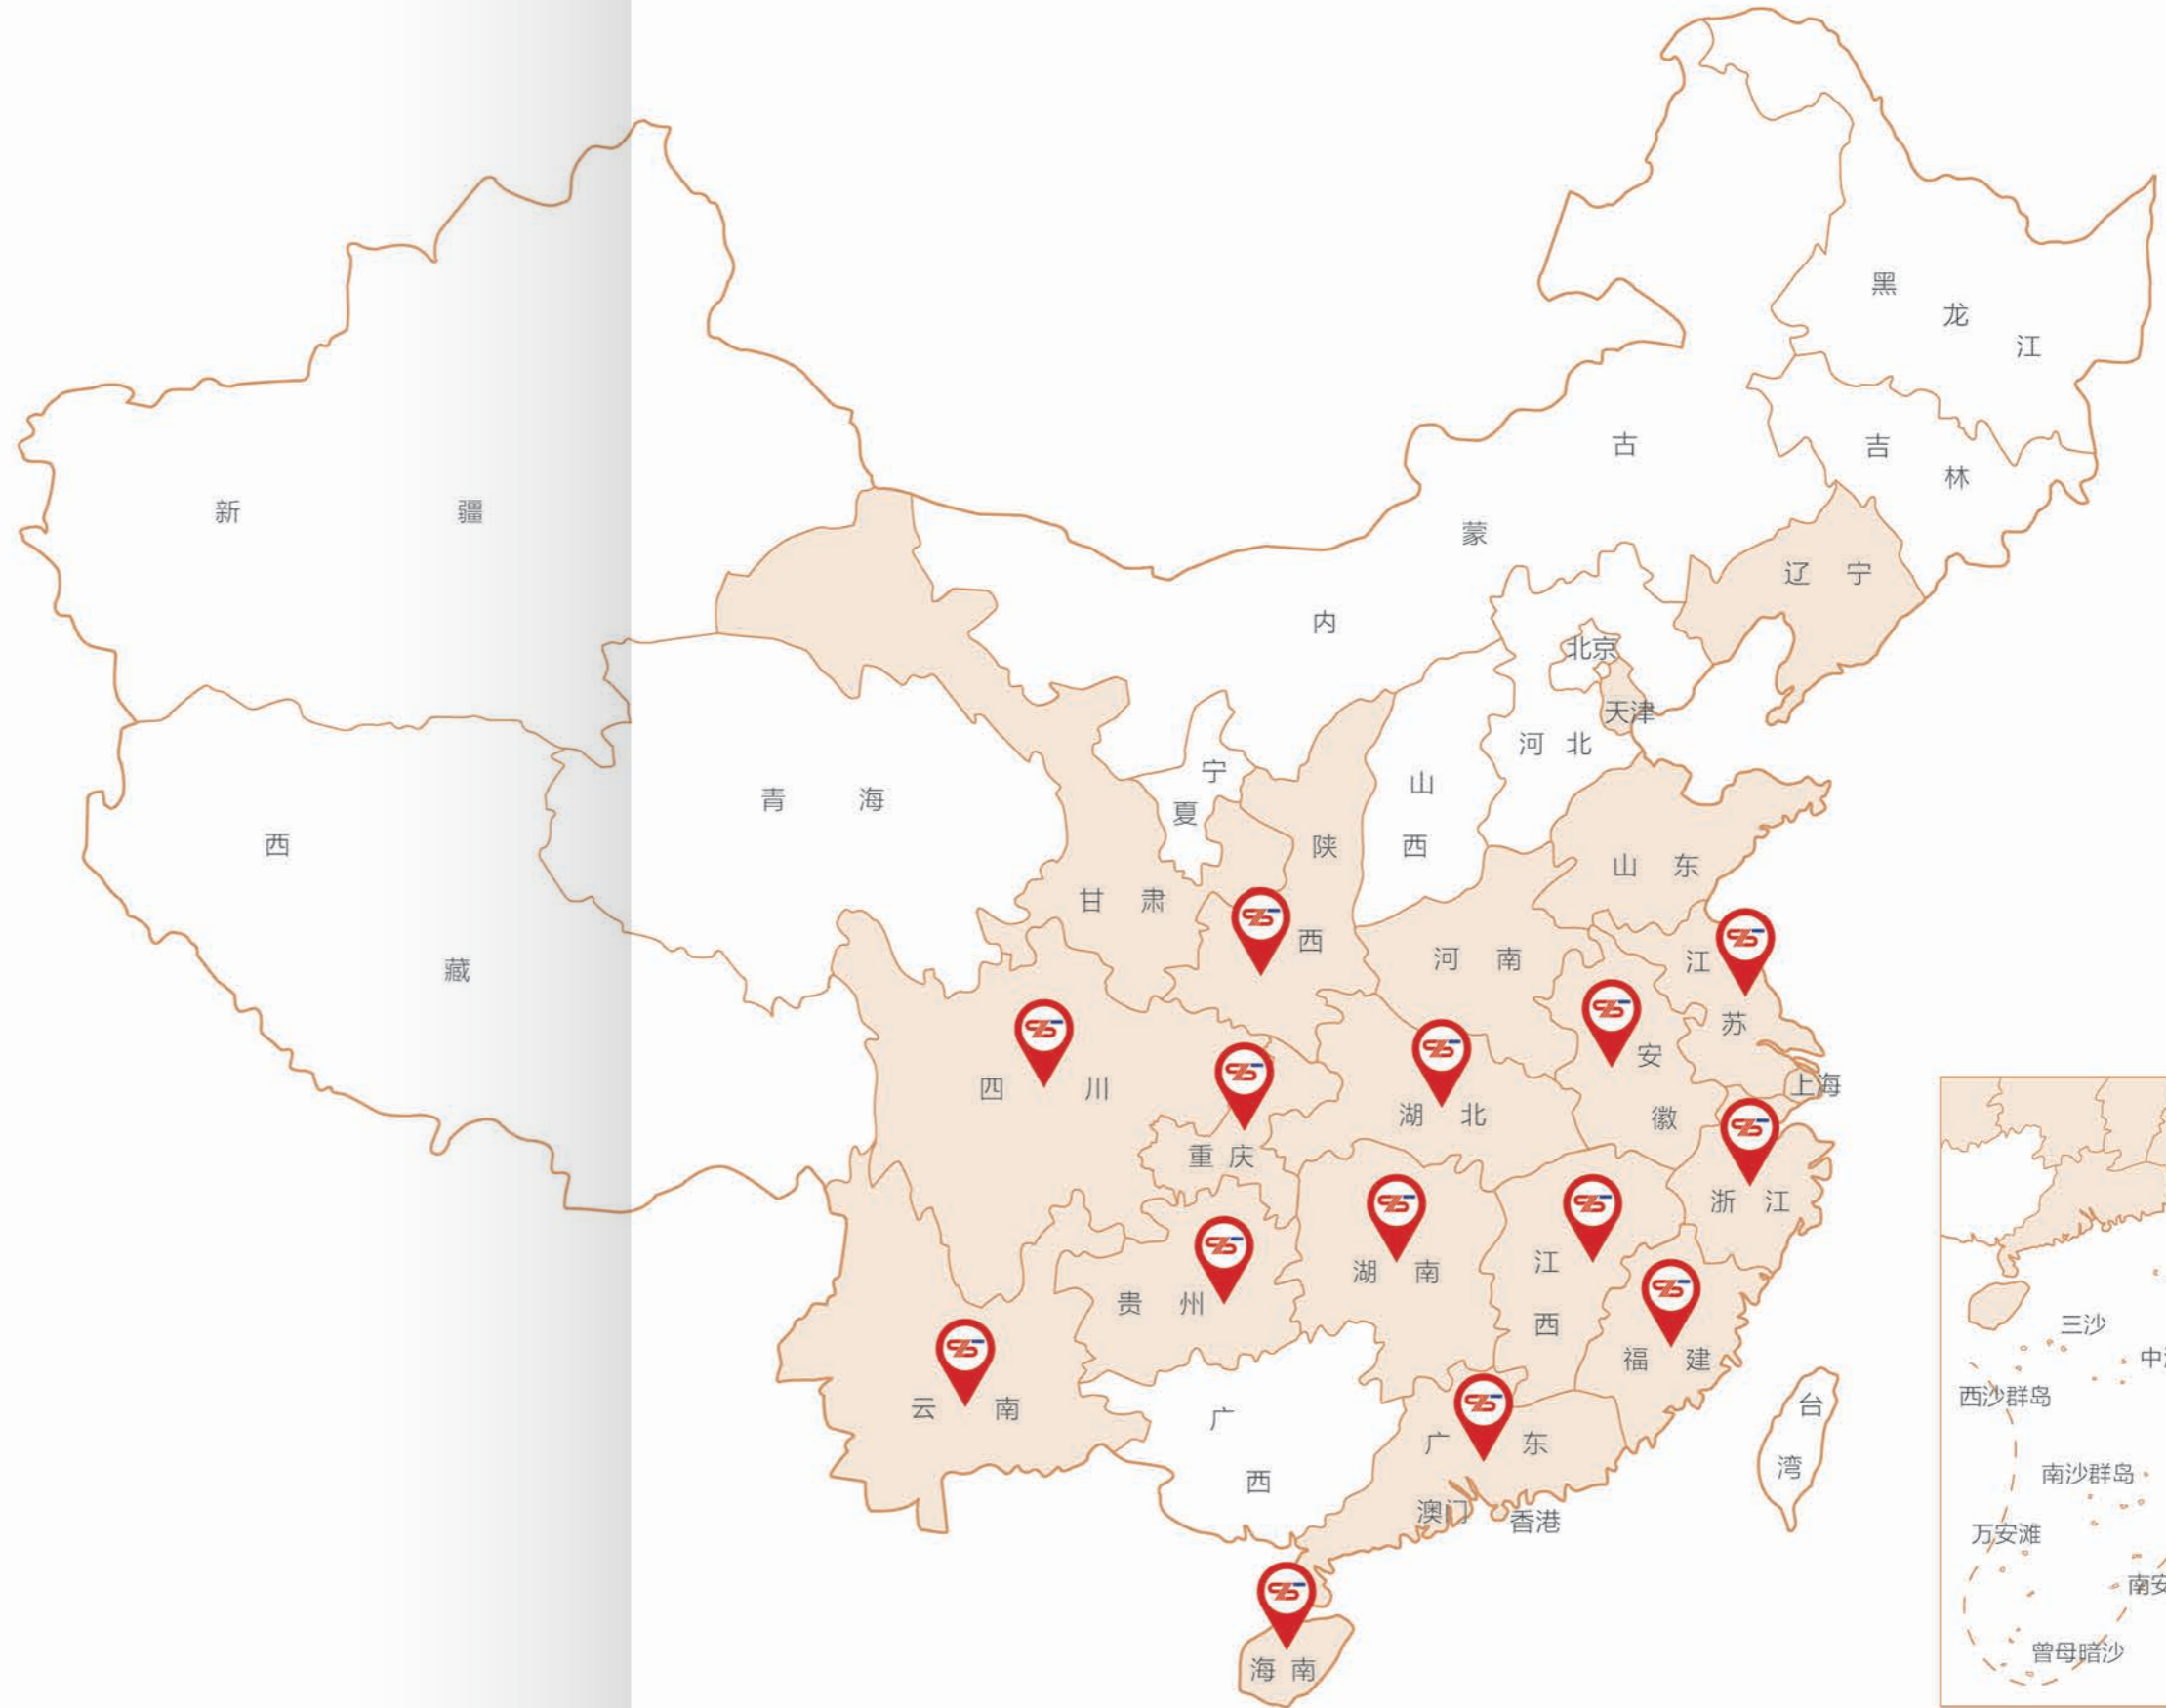 黑龙江
吉林
辽宁
内蒙古
新疆
北京
天津
河北
山西
宁夏
青海
甘肃
陕西
山东
河南
江苏
安徽
上海
西藏
四川
重庆
湖北
浙江
湖南
江西
贵州
福建
云南
广西
广东
台湾
澳门
香港
海南
三沙
西沙群岛
南沙群岛
万安滩
南安
曾母暗沙